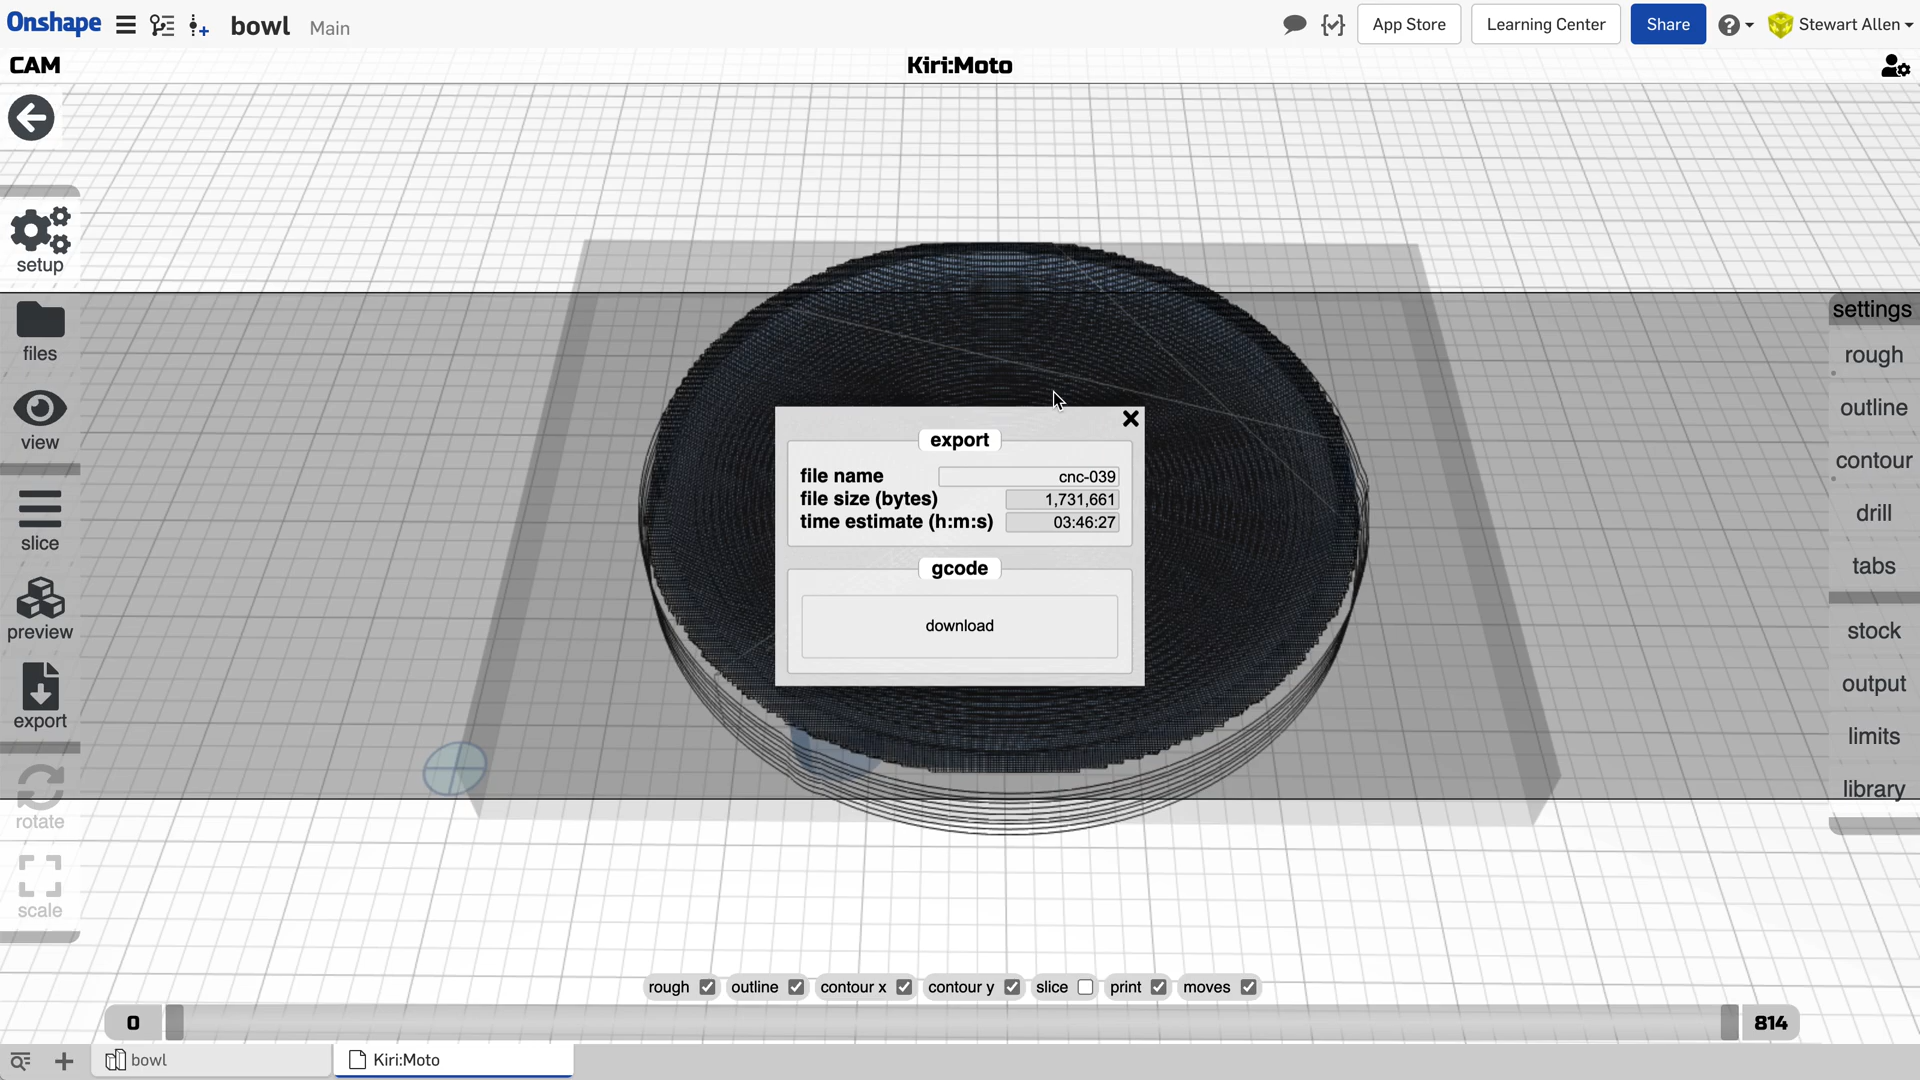 Onshape
bowl Main
App Store
Learning Center
Share
Stewart Allen
CAM
Kiri:Moto
setup
files
view
slice
preview
export
rotate
scale
settings
rough
outline
contour
drill
tabs
stock
output
limits
library
export
file name cnc-039
file size (bytes) 1,731,661
time estimate (h:m:s) 03:46:27
gcode
download
rough outline contour x contour y slice print moves
0 814
bowl Kiri:Moto